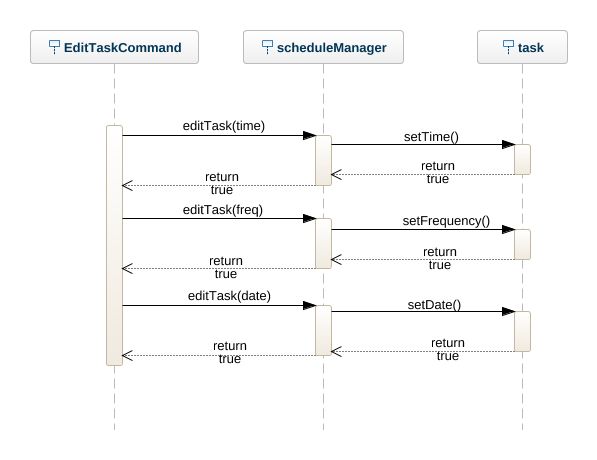 EditTaskCommand
scheduleManager
task
editTask(time)
setTime()
return
true
return
true
editTask(freq)
setFrequency()
return
true
return
true
editTask(date)
setDate()
return
true
return
true